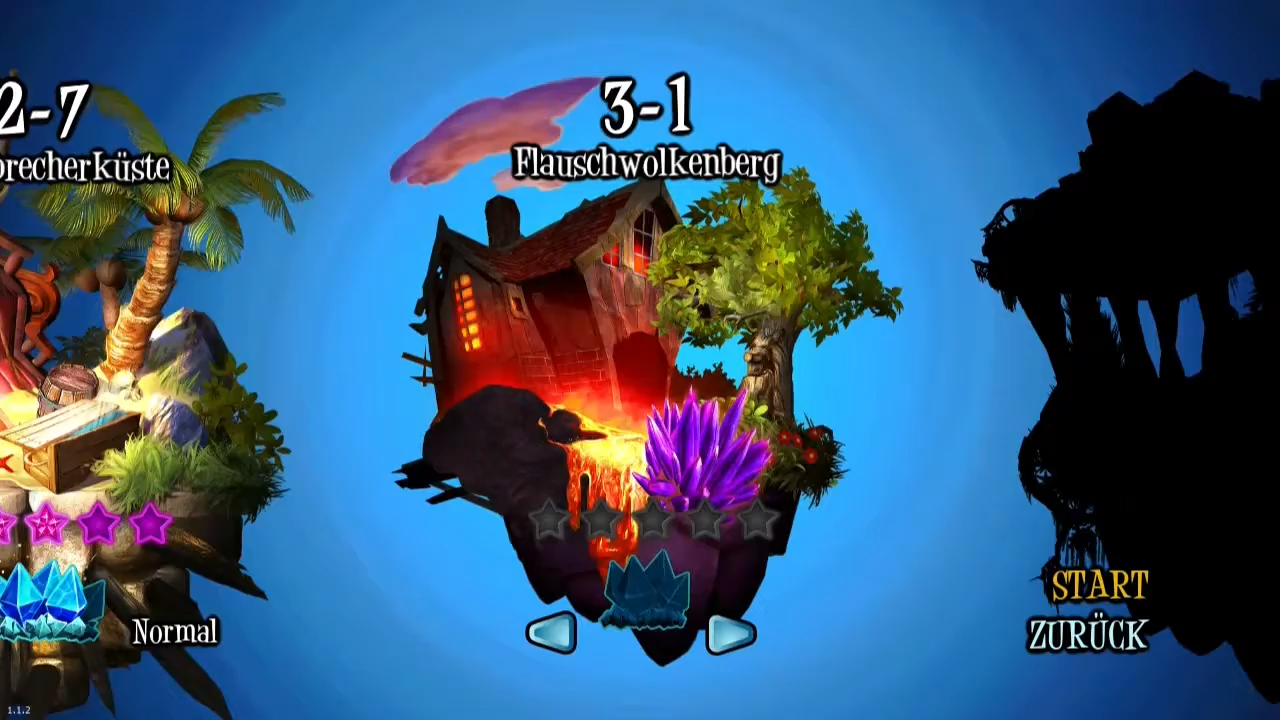 2-7
brecherküste
3-1
Flauschwolkenberg
START
Normal
ZURÜCK
1.1.2